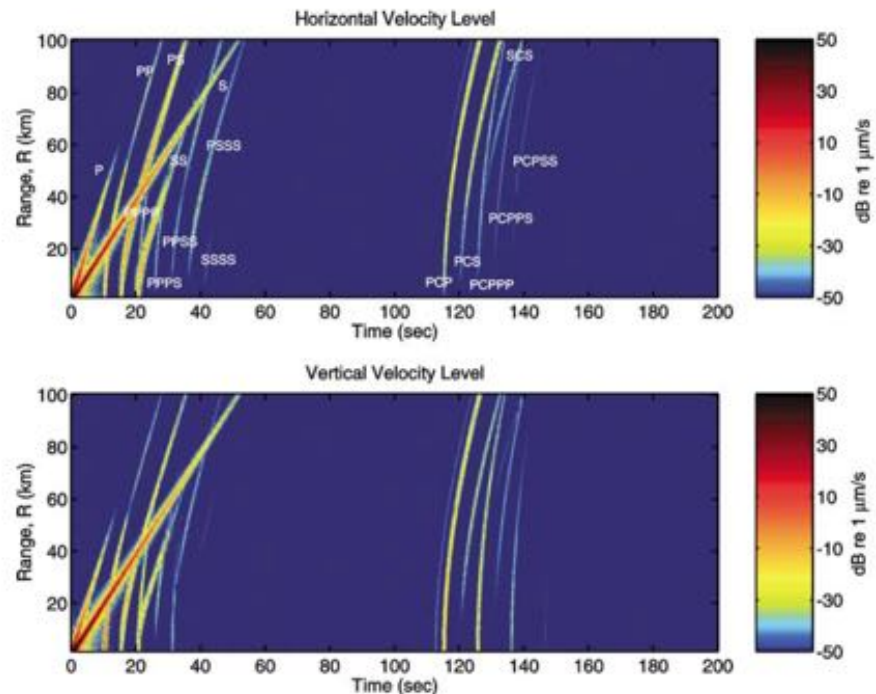 Horizontal Velocity Level
100
80
60
40
20
Range, R (km)
PP
PS
S
P
SS
PSSS
PPPP
PPSS
SSSS
PPPS
SCS
PCPSS
PCPPS
PCS
PCP
PCPPP
0 20 40 60 80 100 120 140 160 180 200
Time (sec)
50
30
10
-10
-30
-50
dB re 1 μm/s
Vertical Velocity Level
100
80
60
40
20
Range, R (km)
0 20 40 60 80 100 120 140 160 180 200
Time (sec)
50
30
10
-10
-30
-50
dB re 1 μm/s